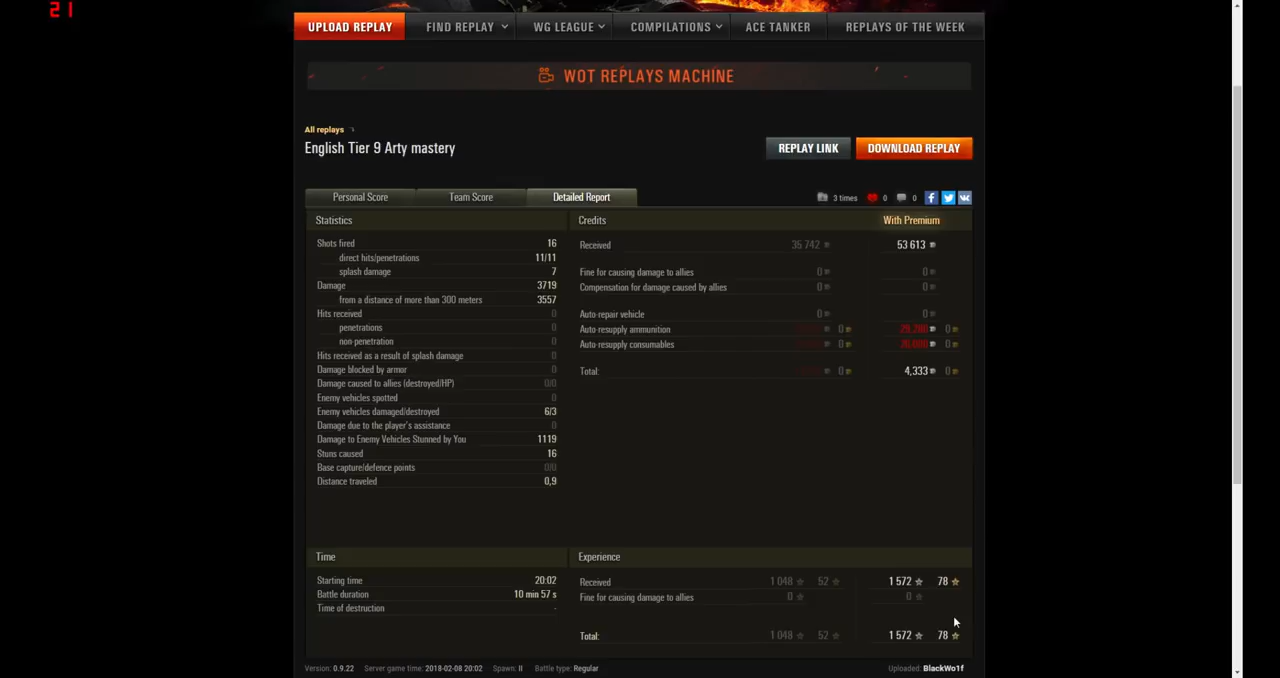 21
UPLOAD REPLAY FIND REPLAY WG LEAGUE COMPILATIONS ACE TANKER REPLAYS OF THE WEEK
WOT REPLAYS MACHINE
All replays
English Tier 9 Arty mastery
REPLAY LINK DOWNLOAD REPLAY
Personal Score Team Score Detailed Report 3 times 0 0
Statistics Credits With Premium
Shots fired 16 Received 35 742 53 613
direct hits/penetrations 11/11
splash damage 7 Fine for causing damage to allies 0 0
Damage 3719 Compensation for damage caused by allies 0 0
from a distance of more than 300 meters 3557
Hits received 0 Auto-repair vehicle 0 0
penetrations 0 Auto-resupply ammunition 0 29,280 0
non-penetration 0 Auto-resupply consumables 0 0
Hits received as a result of splash damage 0
Damage blocked by armor 0 Total: 0 4,333 0
Damage caused to allies (destroyed/HP) 0/0
Enemy vehicles spotted 0
Enemy vehicles damaged/destroyed 6/3
Damage due to the player's assistance 0
Damage to Enemy Vehicles Stunned by You 1119
Stuns caused 16
Base capture/defence points 0/0
Distance traveled 0,9
Time Experience
Starting time 20:02 Received 1 048 52 1 572 78
Battle duration 10 min 57 s Fine for causing damage to allies 0 0
Time of destruction -
Total: 1 048 52 1 572 78
Version: 0.9.22 Server game time: 2018-02-08 20:02 Spawn: II Battle type: Regular Uploaded: BlackWo1f